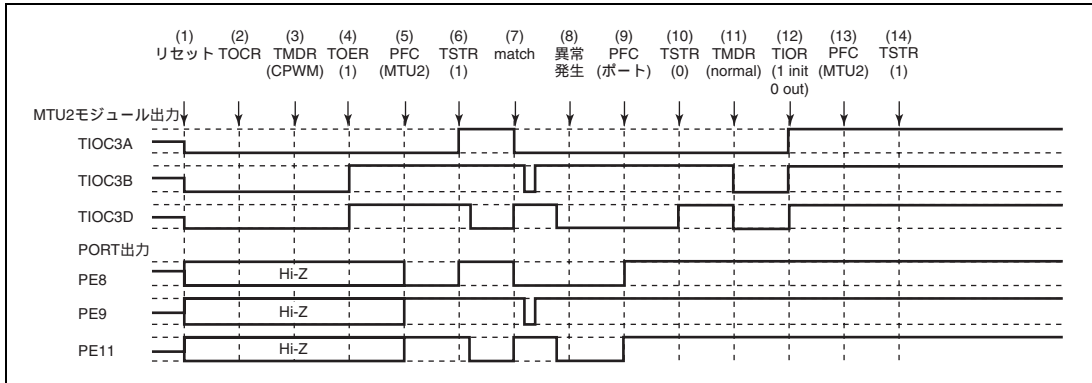 (1) (2) (3) (4) (5) (6) (7) (8) (9) (10) (11) (12) (13) (14)
リセット TOCR TMDR TOER PFC TSTR match 異常 PFC TSTR TMDR TIOR PFC TSTR
(CPWM) (1) (MTU2) (1) 発生 (ポート) (0) (normal) (1 init (MTU2) (1)
0 out)
MTU2モジュール出力
TIOC3A
TIOC3B
TIOC3D
PORT出力
PE8 Hi-Z
PE9 Hi-Z
PE11 Hi-Z